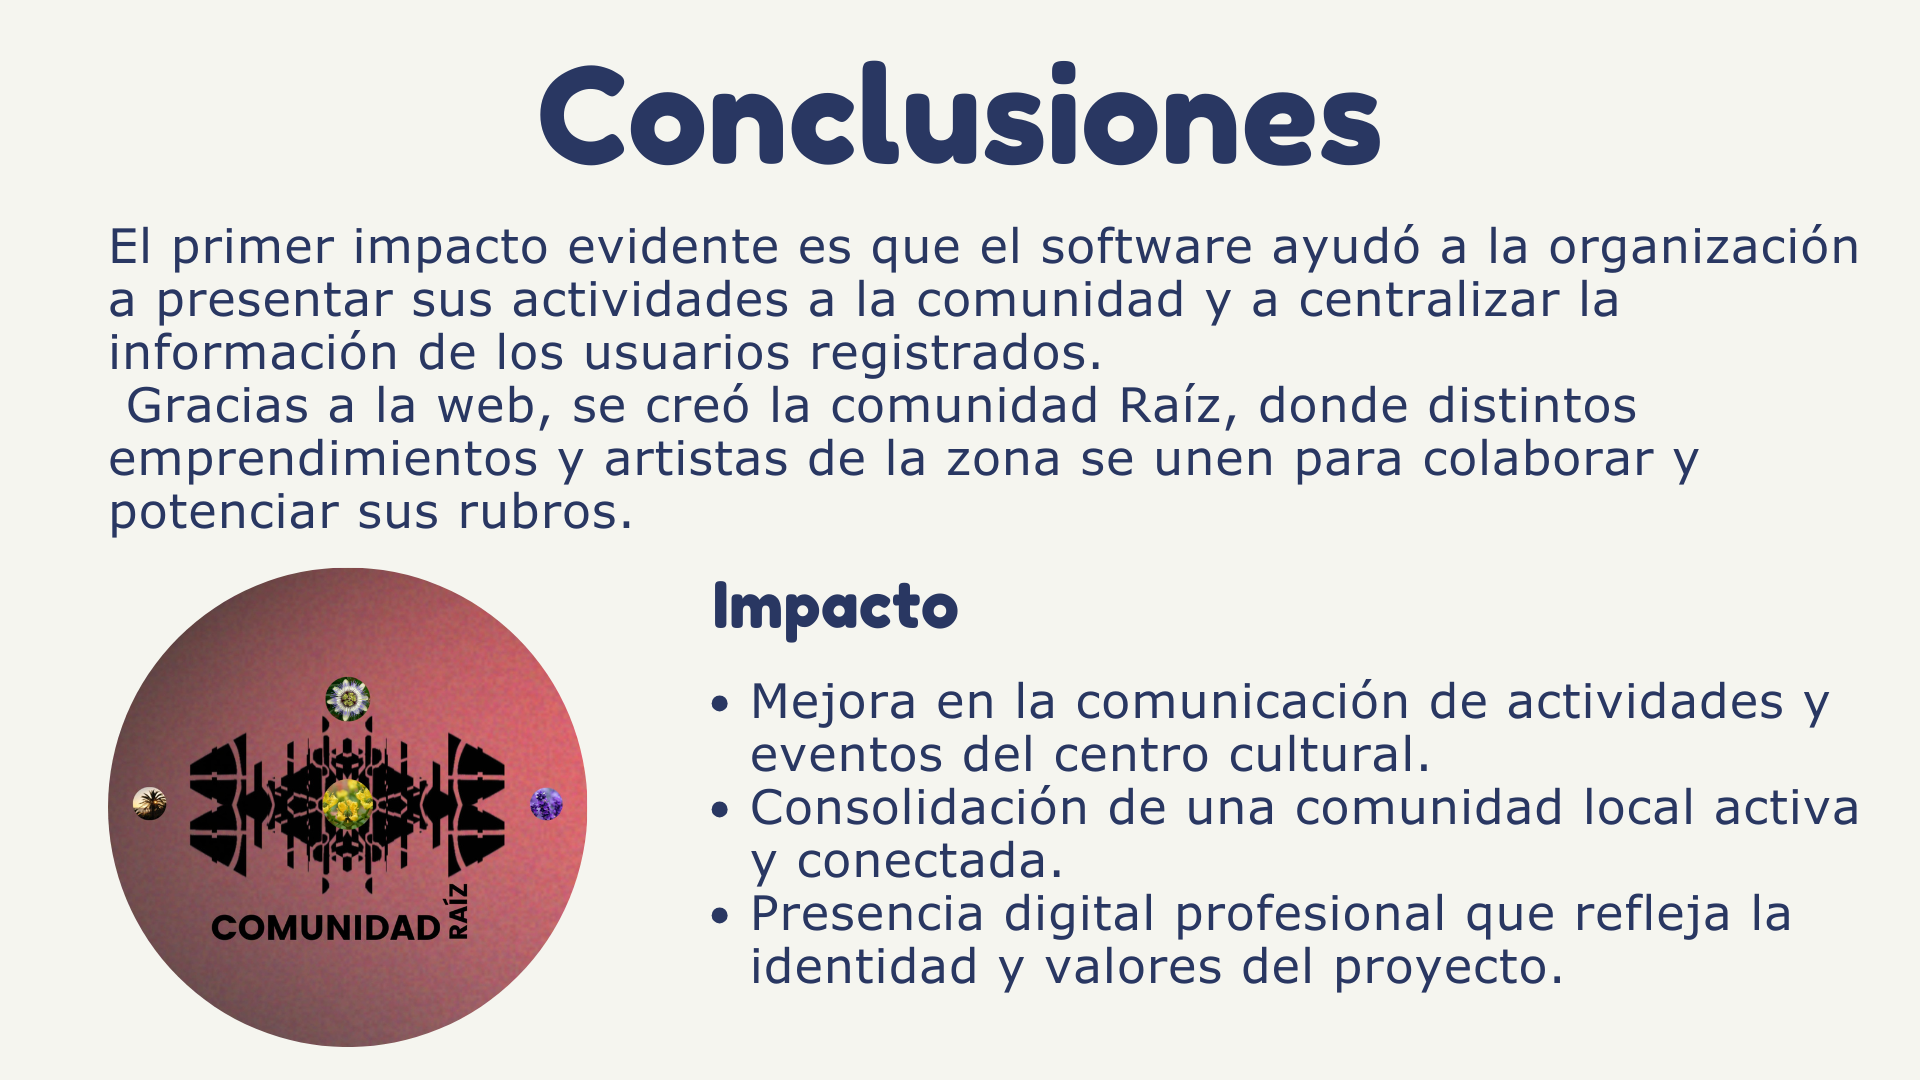 Conclusiones
El primer impacto evidente es que el software ayudó a la organización
a presentar sus actividades a la comunidad y a centralizar la
información de los usuarios registrados.
Gracias a la web, se creó la comunidad Raíz, donde distintos
emprendimientos y artistas de la zona se unen para colaborar y
potenciar sus rubros.
COMUNIDAD
RAÍZ
Impacto
• Mejora en la comunicación de actividades y
eventos del centro cultural.
• Consolidación de una comunidad local activa
y conectada.
• Presencia digital profesional que refleja la
identidad y valores del proyecto.